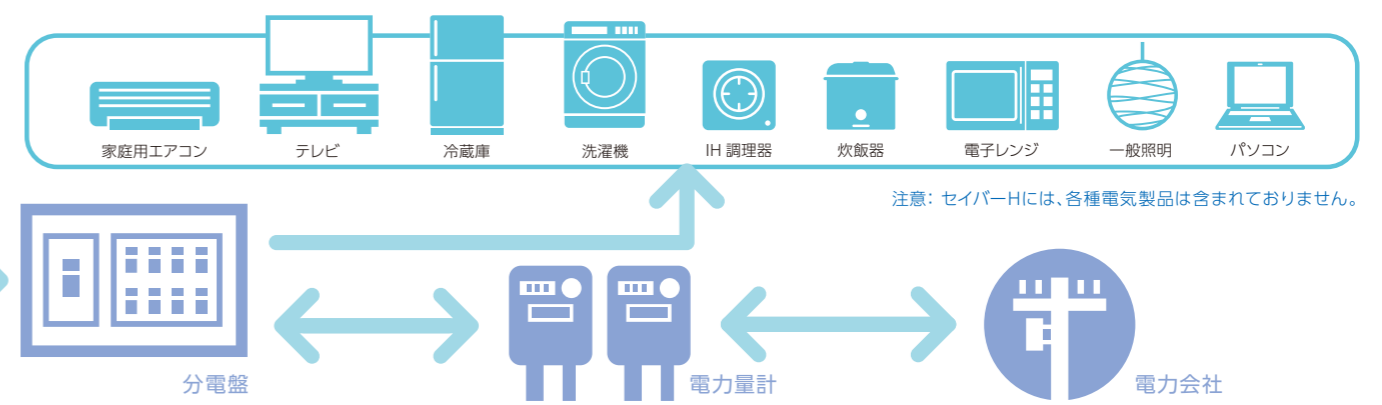 家庭用エアコン
テレビ
冷蔵庫
洗濯機
IH 調理器
炊飯器
電子レンジ
一般照明
パソコン
注意: セイバーHには、各種電気製品は含まれておりません。
分電盤
電力量計
電力会社